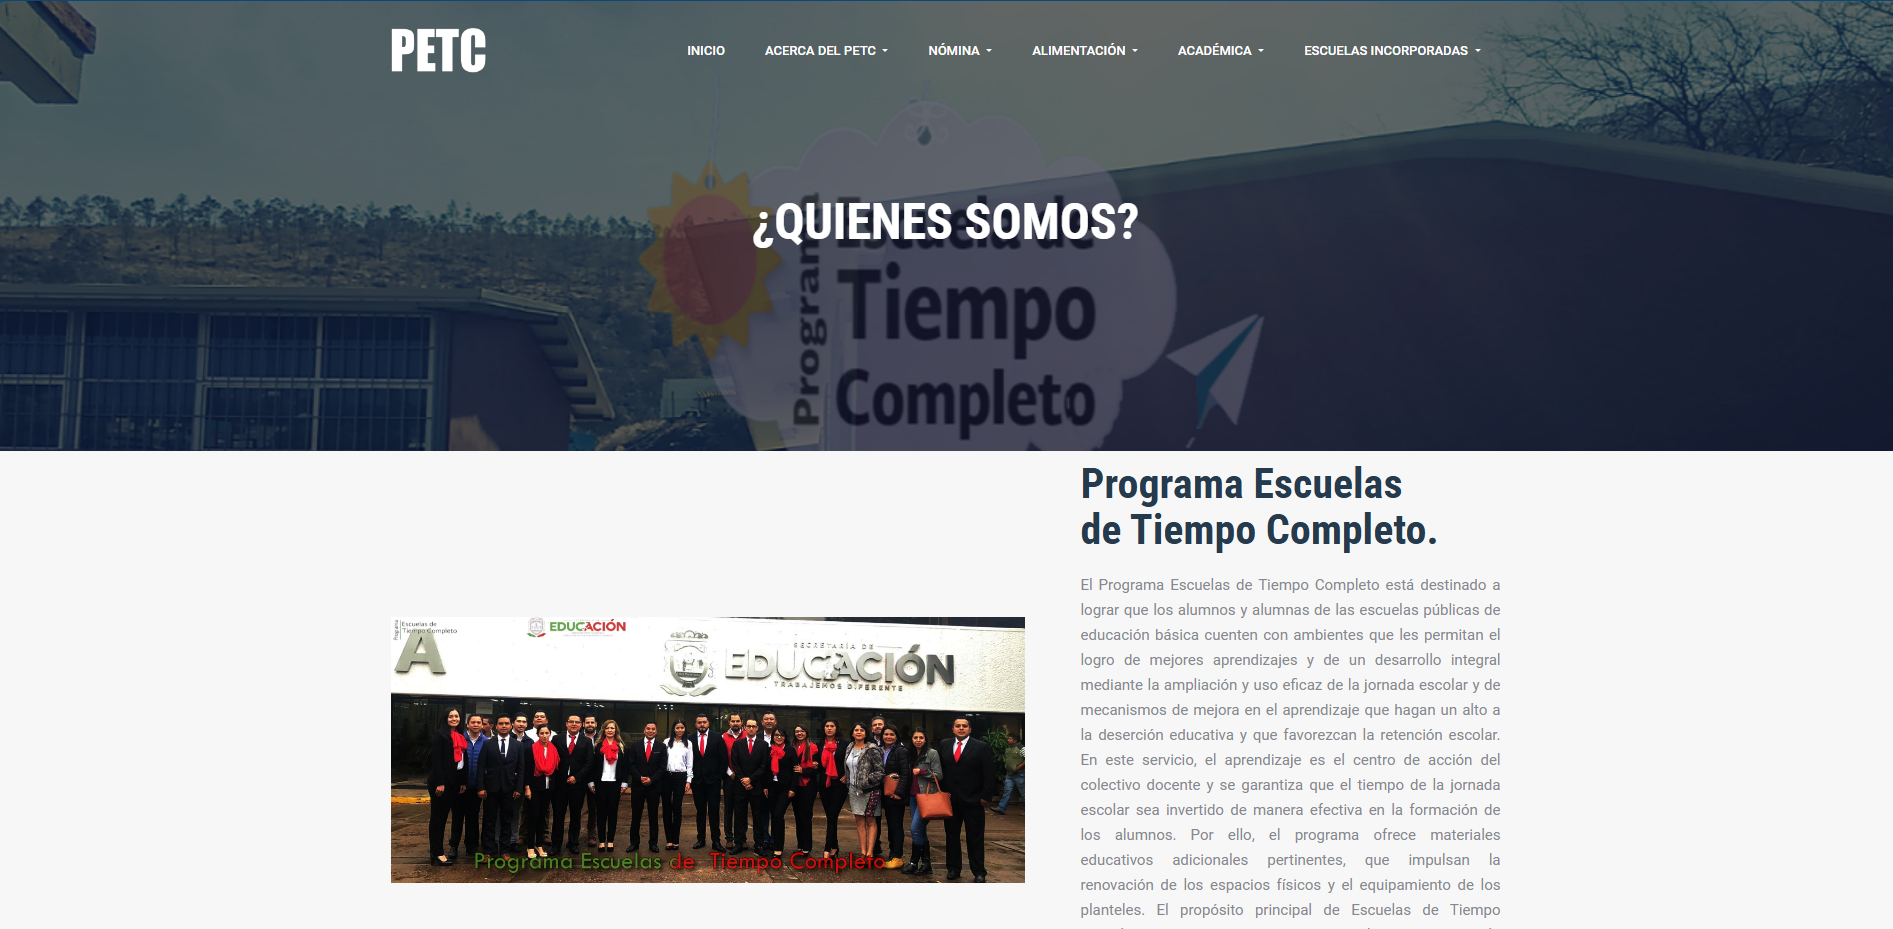 PETC
INICIO
ACERCA DEL PETC
NÓMINA
ALIMENTACIÓN
ACADÉMICA
ESCUELAS INCORPORADAS
¿QUIENES SOMOS?
Escuela de
Tiempo
Completo
Programa Escuelas
de Tiempo Completo.
El Programa Escuelas de Tiempo Completo está destinado a
lograr que los alumnos y alumnas de las escuelas públicas de
educación básica cuenten con ambientes que les permitan el
logro de mejores aprendizajes y de un desarrollo integral
mediante la ampliación y uso eficaz de la jornada escolar y de
mecanismos de mejora en el aprendizaje que hagan un alto a
la deserción educativa y que favorezcan la retención escolar.
En este servicio, el aprendizaje es el centro de acción del
colectivo docente y se garantiza que el tiempo de la jornada
escolar sea invertido de manera efectiva en la formación de
los alumnos. Por ello, el programa ofrece materiales
educativos adicionales pertinentes, que impulsan la
renovación de los espacios físicos y el equipamiento de los
planteles. El propósito principal de Escuelas de Tiempo
Programa
Escuelas de
Tiempo Completo
EDUCACIÓN
A
SECRETARÍA DE
EDUCACIÓN
TRABAJEMOS DIFERENTE
Programa Escuelas de Tiempo Completo